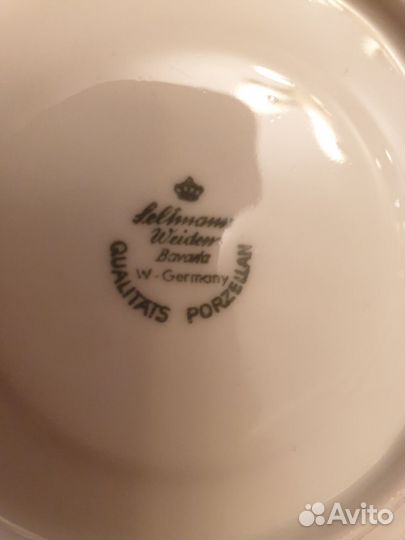 Seltmann
Weiden
Bavaria
W-Germany
QUALITÄTS PORZELLAN
Avito